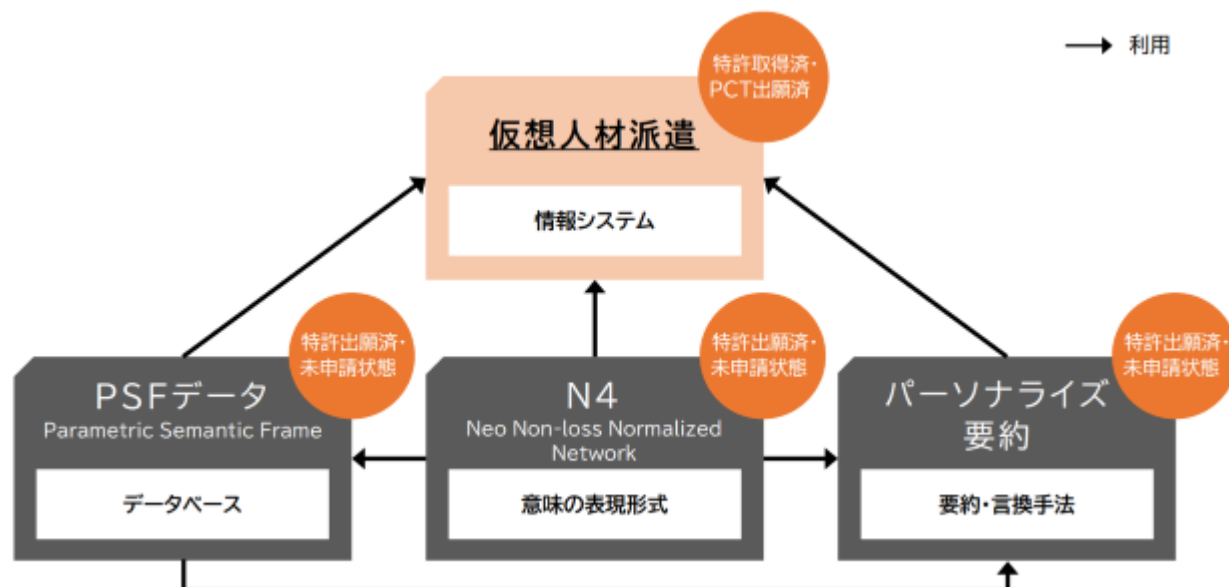 利用
特許取得済・
PCT出願済
仮想人材派遣
情報システム
特許出願済・
未申請状態
PSFデータ
Parametric Semantic Frame
データベース
特許出願済・
未申請状態
N4
Neo Non-loss Normalized
Network
意味の表現形式
特許出願済・
未申請状態
パーソナライズ
要約
要約・言換手法